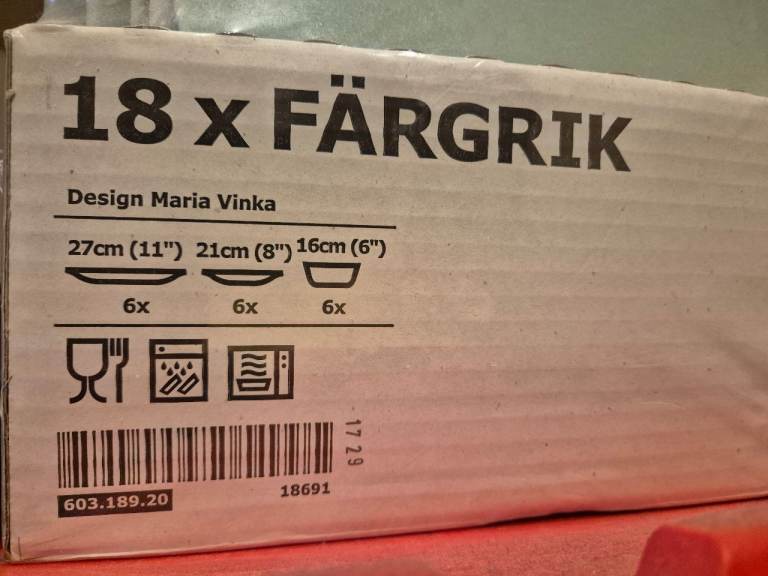 18 x FÄRGRIK
Design Maria Vinka
27cm (11") 21cm (8") 16cm (6")
6x 6x 6x
17 29
603.189.20 18691